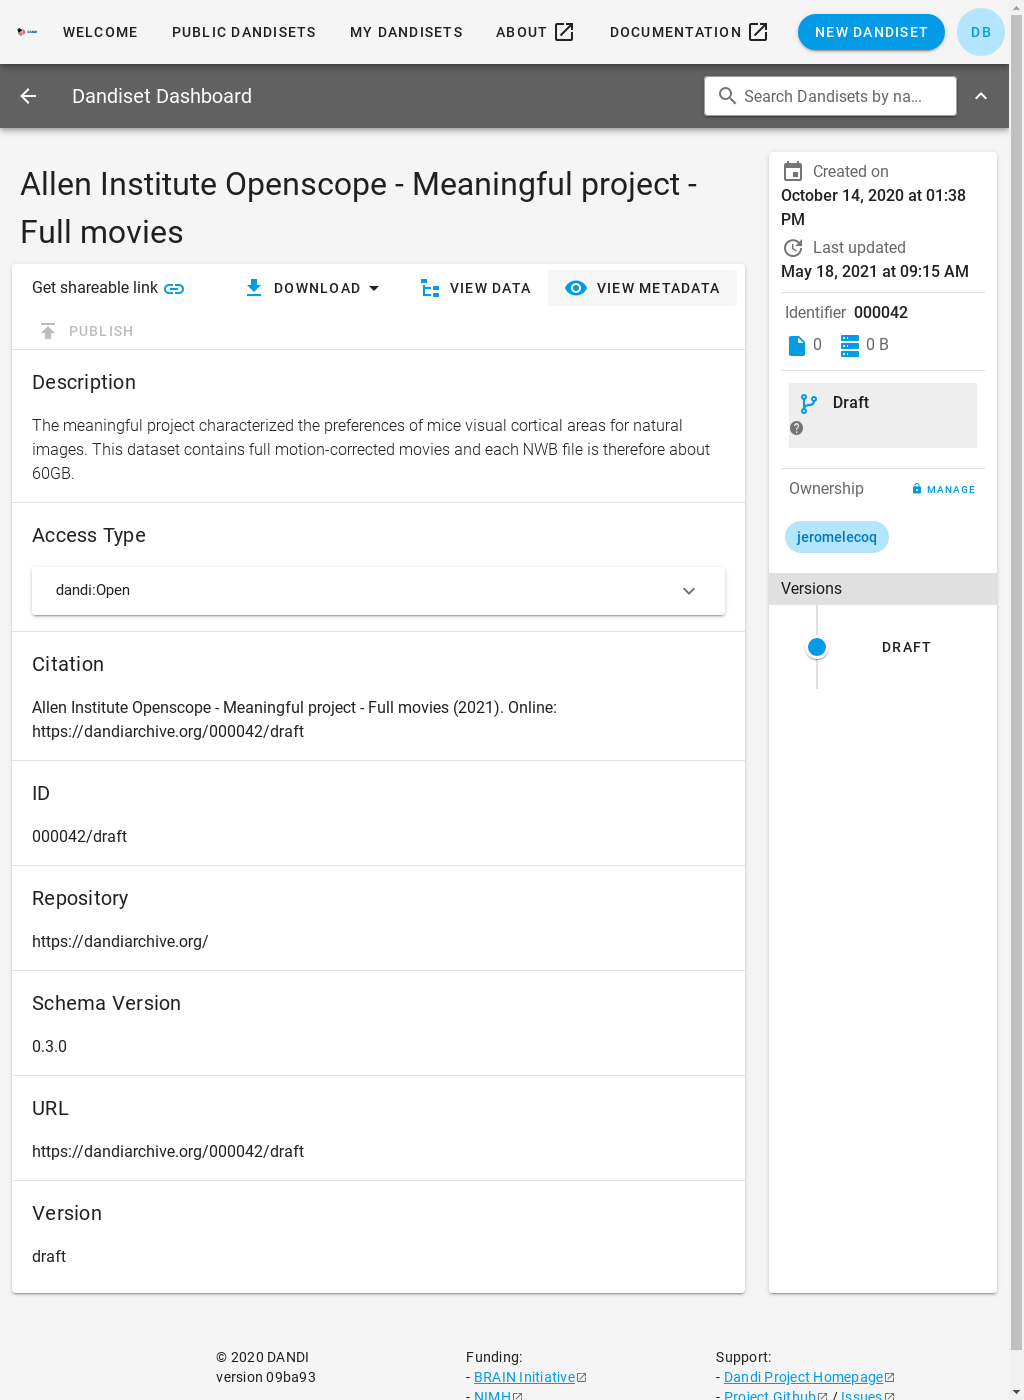 WELCOME
PUBLIC DANDISETS
MY DANDISETS
ABOUT
DOCUMENTATION
NEW DANDISET
DB
Dandiset Dashboard
Search Dandisets by na...
Allen Institute Openscope - Meaningful project -
Full movies
Get shareable link
DOWNLOAD
VIEW DATA
VIEW METADATA
PUBLISH
Description
The meaningful project characterized the preferences of mice visual cortical areas for natural
images. This dataset contains full motion-corrected movies and each NWB file is therefore about
60GB.
Access Type
dandi:Open
Citation
Allen Institute Openscope - Meaningful project - Full movies (2021). Online:
https://dandiarchive.org/000042/draft
ID
000042/draft
Repository
https://dandiarchive.org/
Schema Version
0.3.0
URL
https://dandiarchive.org/000042/draft
Version
draft
Created on
October 14, 2020 at 01:38
PM
Last updated
May 18, 2021 at 09:15 AM
Identifier 000042
0
0 B
Draft
Ownership
MANAGE
jeromelecoq
Versions
DRAFT
© 2020 DANDI
version 09ba93
Funding:
- BRAIN Initiative
- NIMH
Support:
- Dandi Project Homepage
- Project Github / Issues